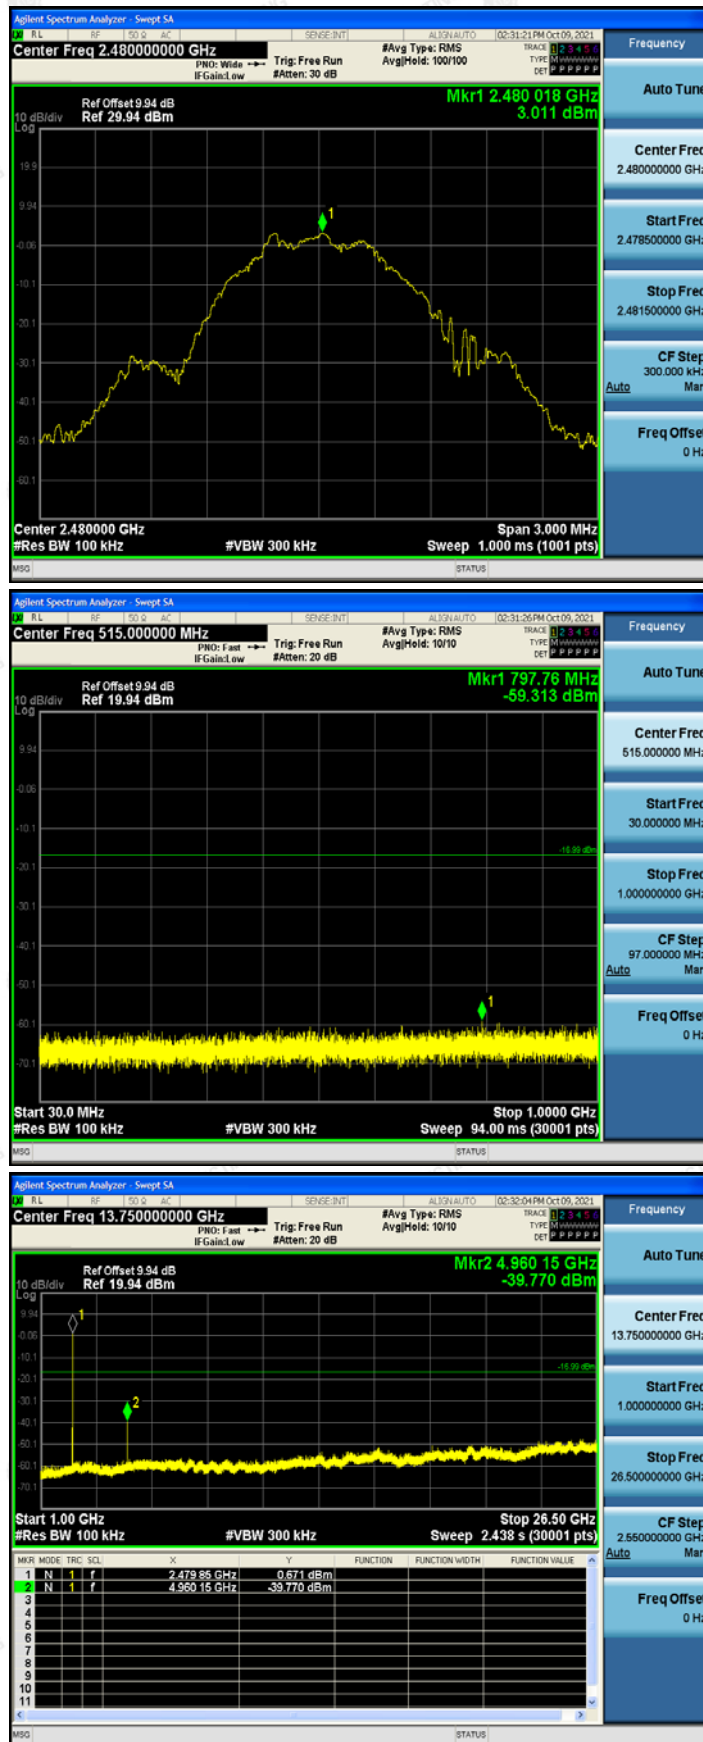 Agilent Spectrum Analyzer - Swept SA
RL RF 50 Ω AC SENSE:INT ALIGNAUTO 02:31:21 PM Oct 09, 2021
Center Freq 2.480000000 GHz
PNO: Wide
IFGain:Low
Trig: Free Run
#Atten: 30 dB
#Avg Type: RMS
Avg|Hold: 100/100
TRACE 1 2 3 4 5 6
TYPE M
DET P P P P P P
Frequency
Mkr1 2.480 018 GHz
3.011 dBm
Ref Offset 9.94 dB
10 dB/div Ref 29.94 dBm
Log
19.9
9.94
-0.06
-10.1
-20.1
-30.1
-40.1
-50.1
-60.1
1
Center 2.480000 GHz Span 3.000 MHz
#Res BW 100 kHz #VBW 300 kHz Sweep 1.000 ms (1001 pts)
MSG STATUS
Auto Tune
Center Freq
2.480000000 GHz
Start Freq
2.478500000 GHz
Stop Freq
2.481500000 GHz
CF Step
300.000 kHz
Auto Man
Freq Offset
0 Hz
Agilent Spectrum Analyzer - Swept SA
RL RF 50 Ω AC SENSE:INT ALIGNAUTO 02:31:26 PM Oct 09, 2021
Center Freq 515.000000 MHz
PNO: Fast
IFGain:Low
Trig: Free Run
#Atten: 20 dB
#Avg Type: RMS
Avg|Hold: 10/10
TRACE 1 2 3 4 5 6
TYPE M
DET P P P P P P
Frequency
Mkr1 797.76 MHz
-59.313 dBm
Ref Offset 9.94 dB
10 dB/div Ref 19.94 dBm
Log
9.94
-0.06
-10.1
-20.1
-30.1
-40.1
-50.1
-60.1
-70.1
-16.99 dBm
1
Start 30.0 MHz Stop 1.0000 GHz
#Res BW 100 kHz #VBW 300 kHz Sweep 94.00 ms (30001 pts)
MSG STATUS
Auto Tune
Center Freq
515.000000 MHz
Start Freq
30.000000 MHz
Stop Freq
1.000000000 GHz
CF Step
97.000000 MHz
Auto Man
Freq Offset
0 Hz
Agilent Spectrum Analyzer - Swept SA
RL RF 50 Ω AC SENSE:INT ALIGNAUTO 02:32:04 PM Oct 09, 2021
Center Freq 13.750000000 GHz
PNO: Fast
IFGain:Low
Trig: Free Run
#Atten: 20 dB
#Avg Type: RMS
Avg|Hold: 10/10
TRACE 1 2 3 4 5 6
TYPE M
DET P P P P P P
Frequency
Mkr2 4.960 15 GHz
-39.770 dBm
Ref Offset 9.94 dB
10 dB/div Ref 19.94 dBm
Log
9.94
-0.06
-10.1
-20.1
-30.1
-40.1
-50.1
-60.1
-70.1
-16.99 dBm
1
2
Start 1.00 GHz Stop 26.50 GHz
#Res BW 100 kHz #VBW 300 kHz Sweep 2.438 s (30001 pts)
MKR MODE TRC SCL X Y FUNCTION FUNCTION WIDTH FUNCTION VALUE
1 N 1 f 2.479 85 GHz 0.671 dBm
2 N 1 f 4.960 15 GHz -39.770 dBm
3
4
5
6
7
8
9
10
11
MSG STATUS
Auto Tune
Center Freq
13.750000000 GHz
Start Freq
1.000000000 GHz
Stop Freq
26.500000000 GHz
CF Step
2.550000000 GHz
Auto Man
Freq Offset
0 Hz